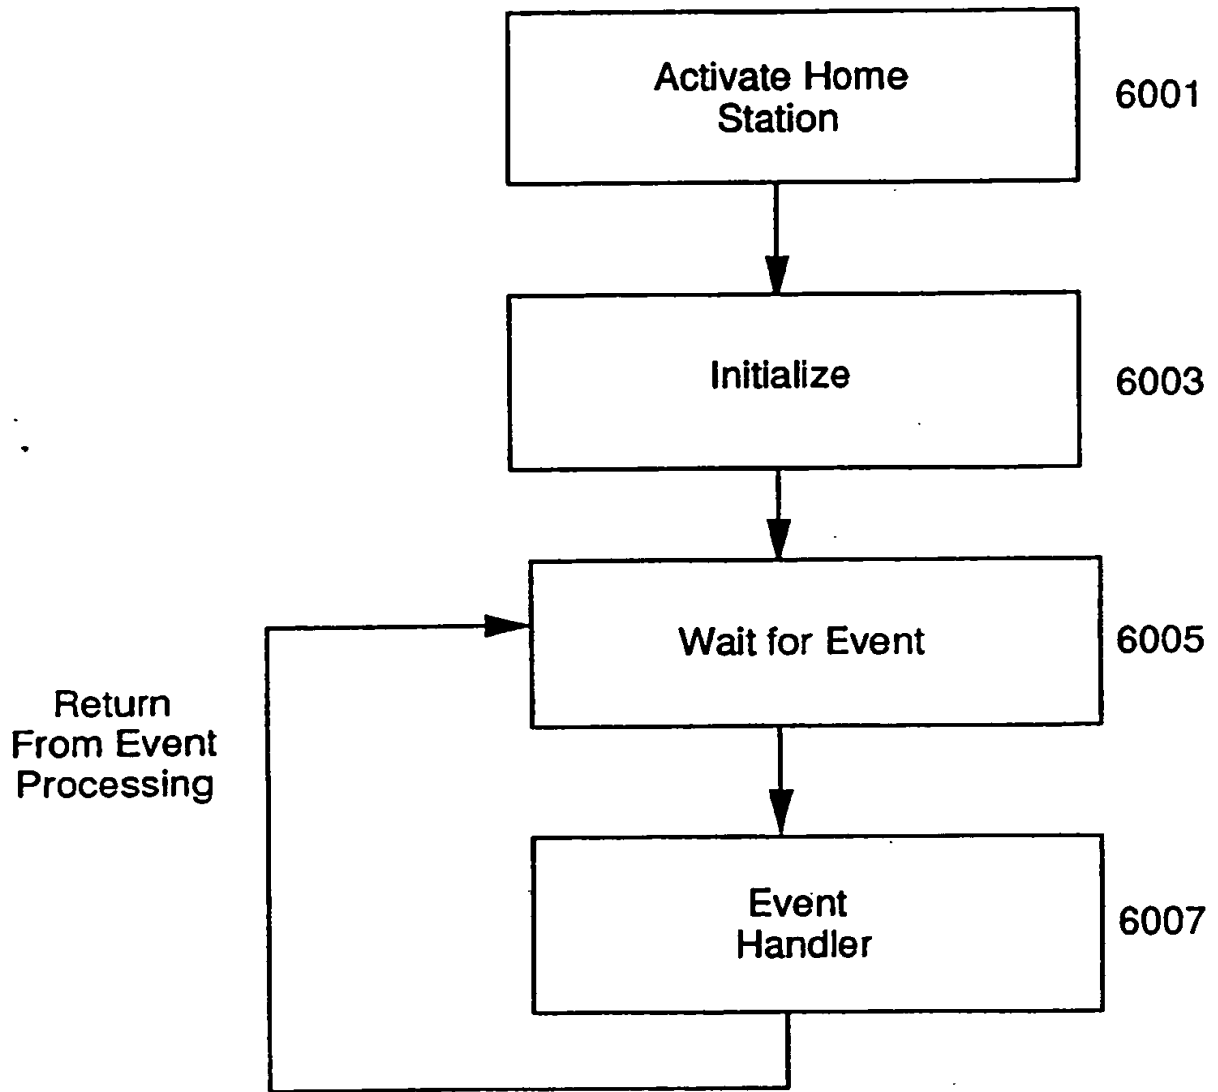 Activate Home
Station
6001
Initialize
6003
Wait for Event
6005
Return
From Event
Processing
Event
Handler
6007